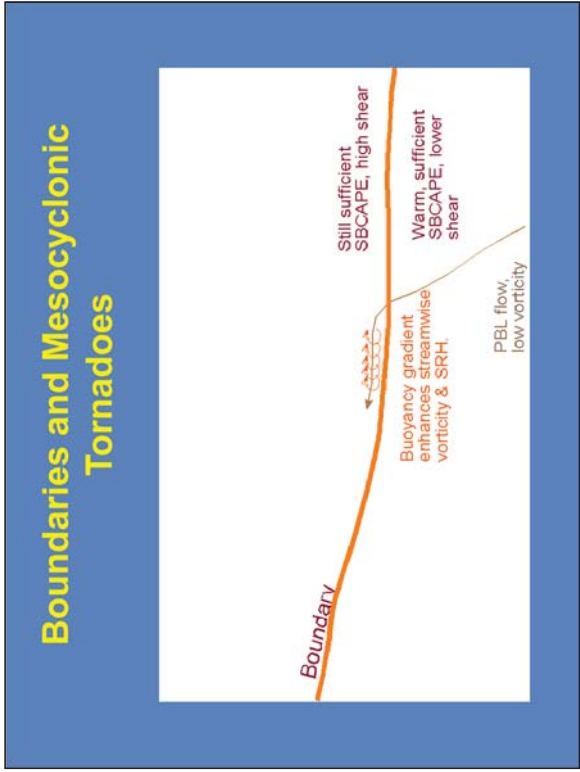 Boundaries and Mesocyclonic
Tornadoes
Still sufficient
SBCAPE, high shear
Warm, sufficient
SBCAPE, lower
shear
Boundary
Buoyancy gradient
enhances streamwise
vorticity & SRH.
PBL flow,
low vorticity